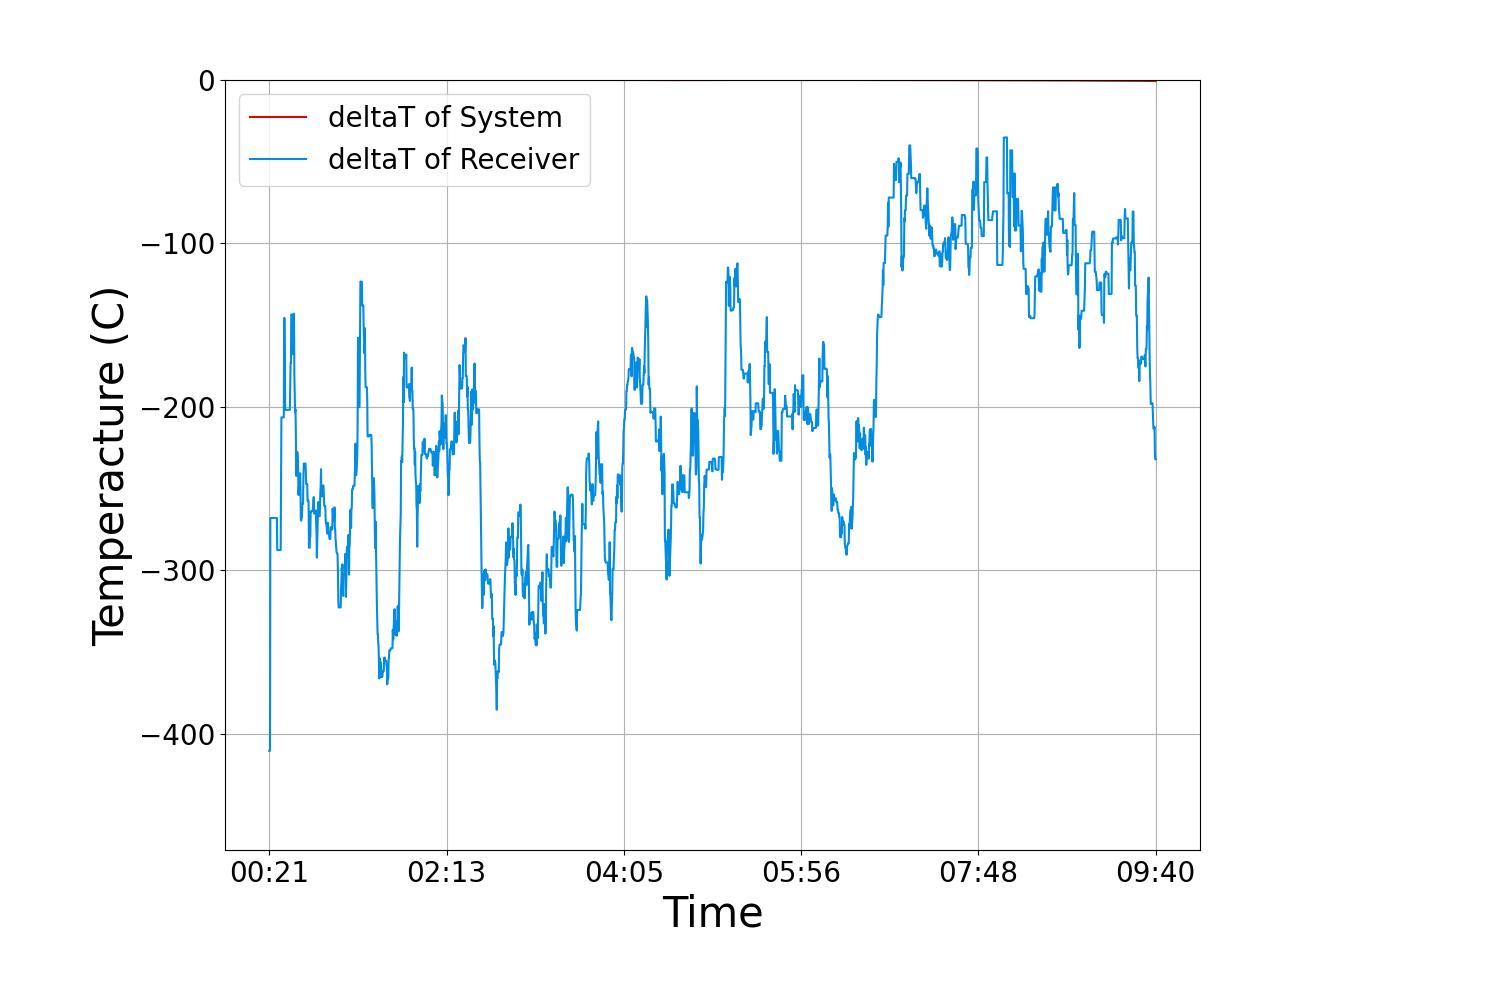 deltaT of System
deltaT of Receiver
0
−100
−200
−300
−400
Temperacture (C)
00:21 02:13 04:05 05:56 07:48 09:40
Time